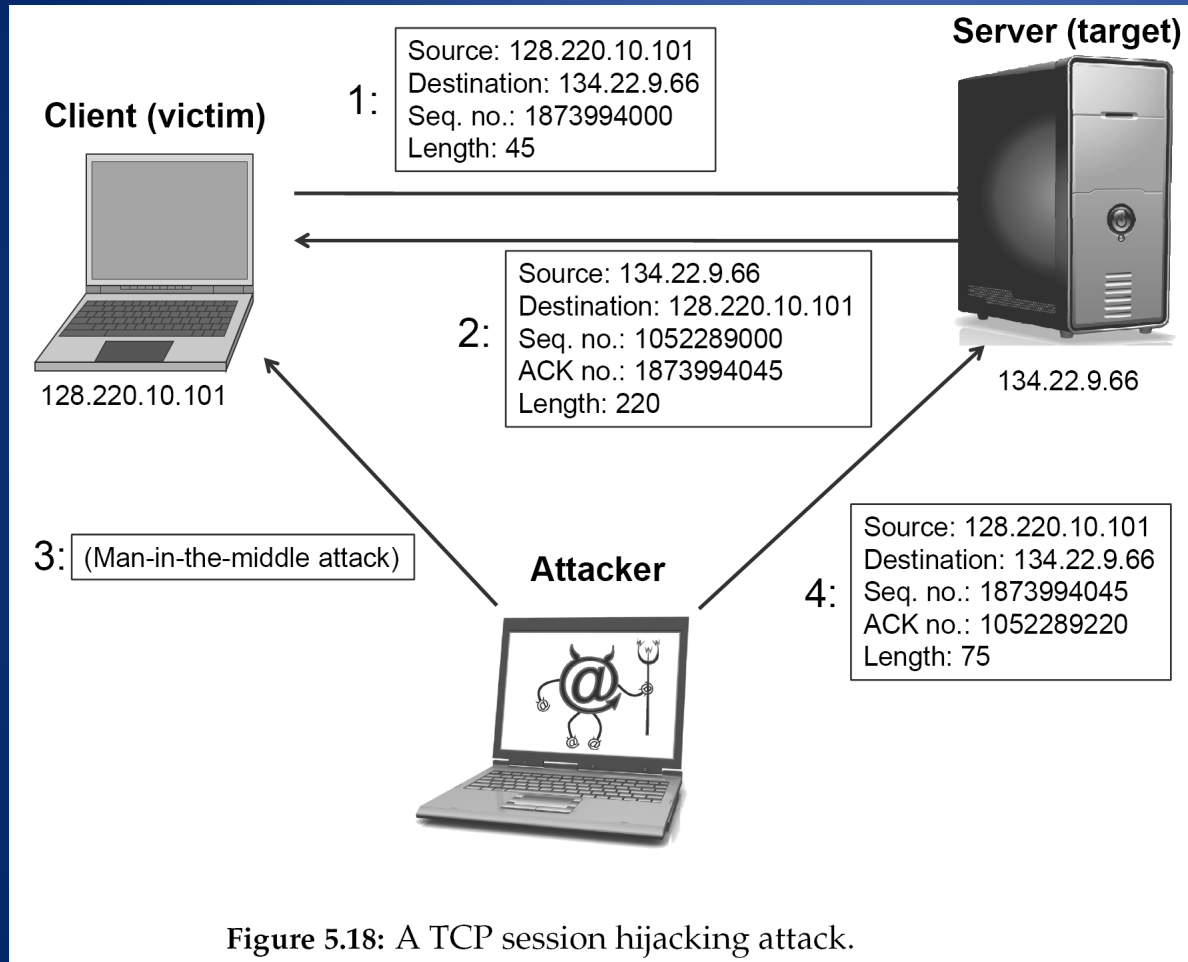 Server (target)
Client (victim)
1:
Source: 128.220.10.101
Destination: 134.22.9.66
Seq. no.: 1873994000
Length: 45
2:
Source: 134.22.9.66
Destination: 128.220.10.101
Seq. no.: 1052289000
ACK no.: 1873994045
Length: 220
128.220.10.101
134.22.9.66
3:
(Man-in-the-middle attack)
Attacker
@
4:
Source: 128.220.10.101
Destination: 134.22.9.66
Seq. no.: 1873994045
ACK no.: 1052289220
Length: 75
Figure 5.18: A TCP session hijacking attack.